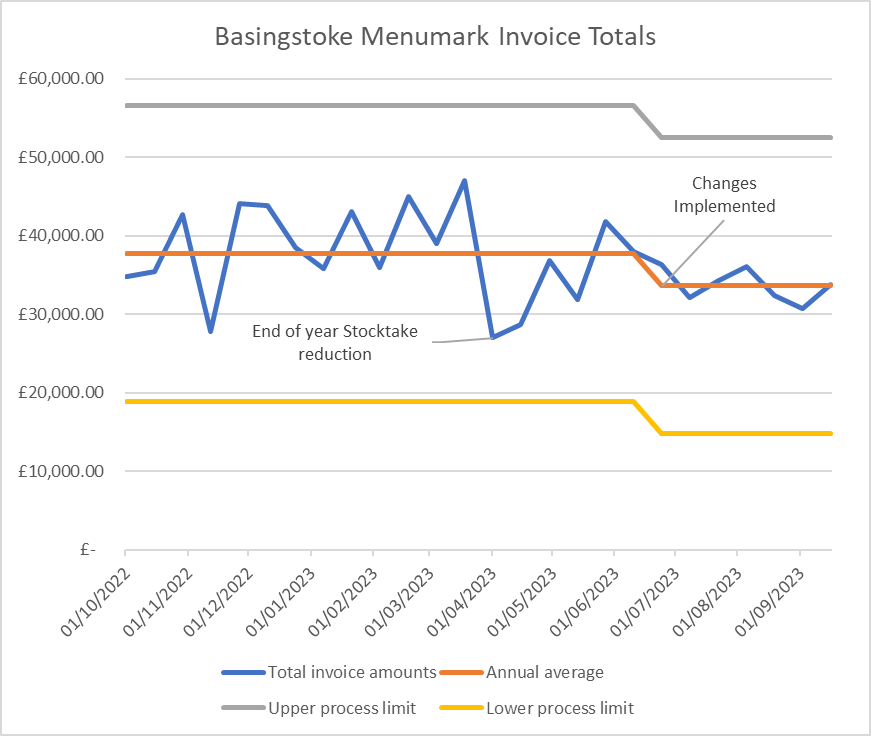 Basingstoke Menumark Invoice Totals
£60,000.00
£50,000.00
£40,000.00
£30,000.00
£20,000.00
£10,000.00
£-
Changes
Implemented
End of year Stocktake
reduction
01/10/2022
01/11/2022
01/12/2022
01/01/2023
01/02/2023
01/03/2023
01/04/2023
01/05/2023
01/06/2023
01/07/2023
01/08/2023
01/09/2023
Total invoice amounts
Annual average
Upper process limit
Lower process limit